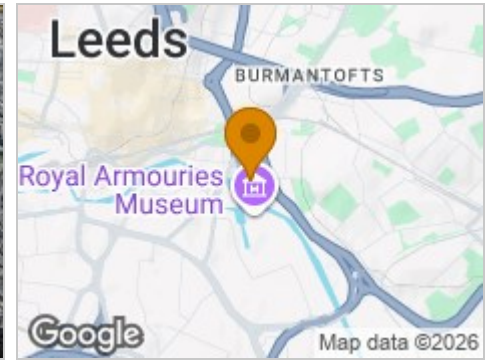 Leeds
BURMANTOFTS
Royal Armouries
Museum
Google
Map data ©2026